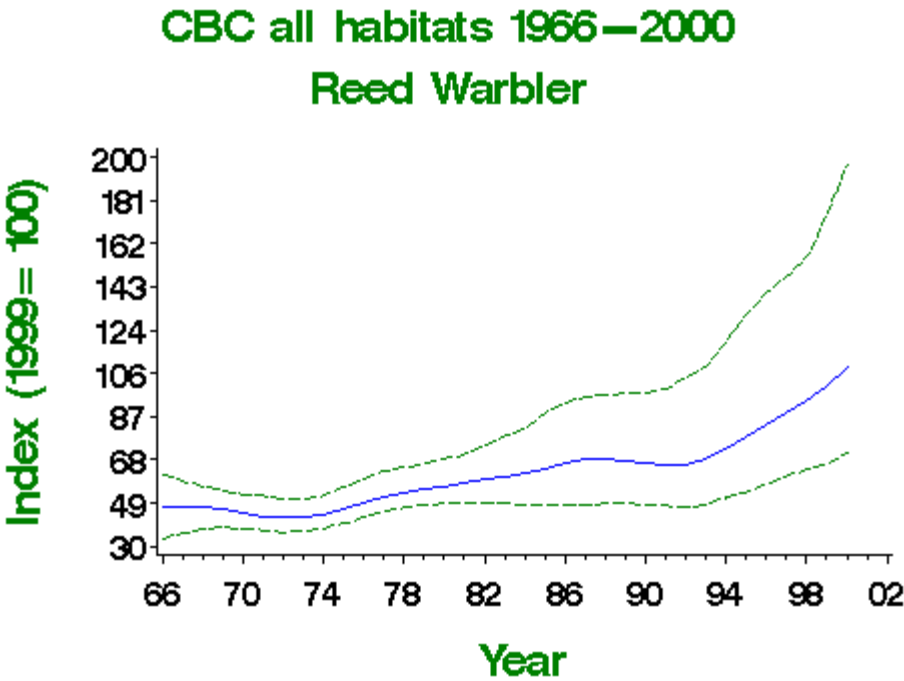 CBC all habitats 1966–2000
Reed Warbler
Index (1999= 100)
200
181
162
143
124
106
87
68
49
30
66 70 74 78 82 86 90 94 98 02
Year